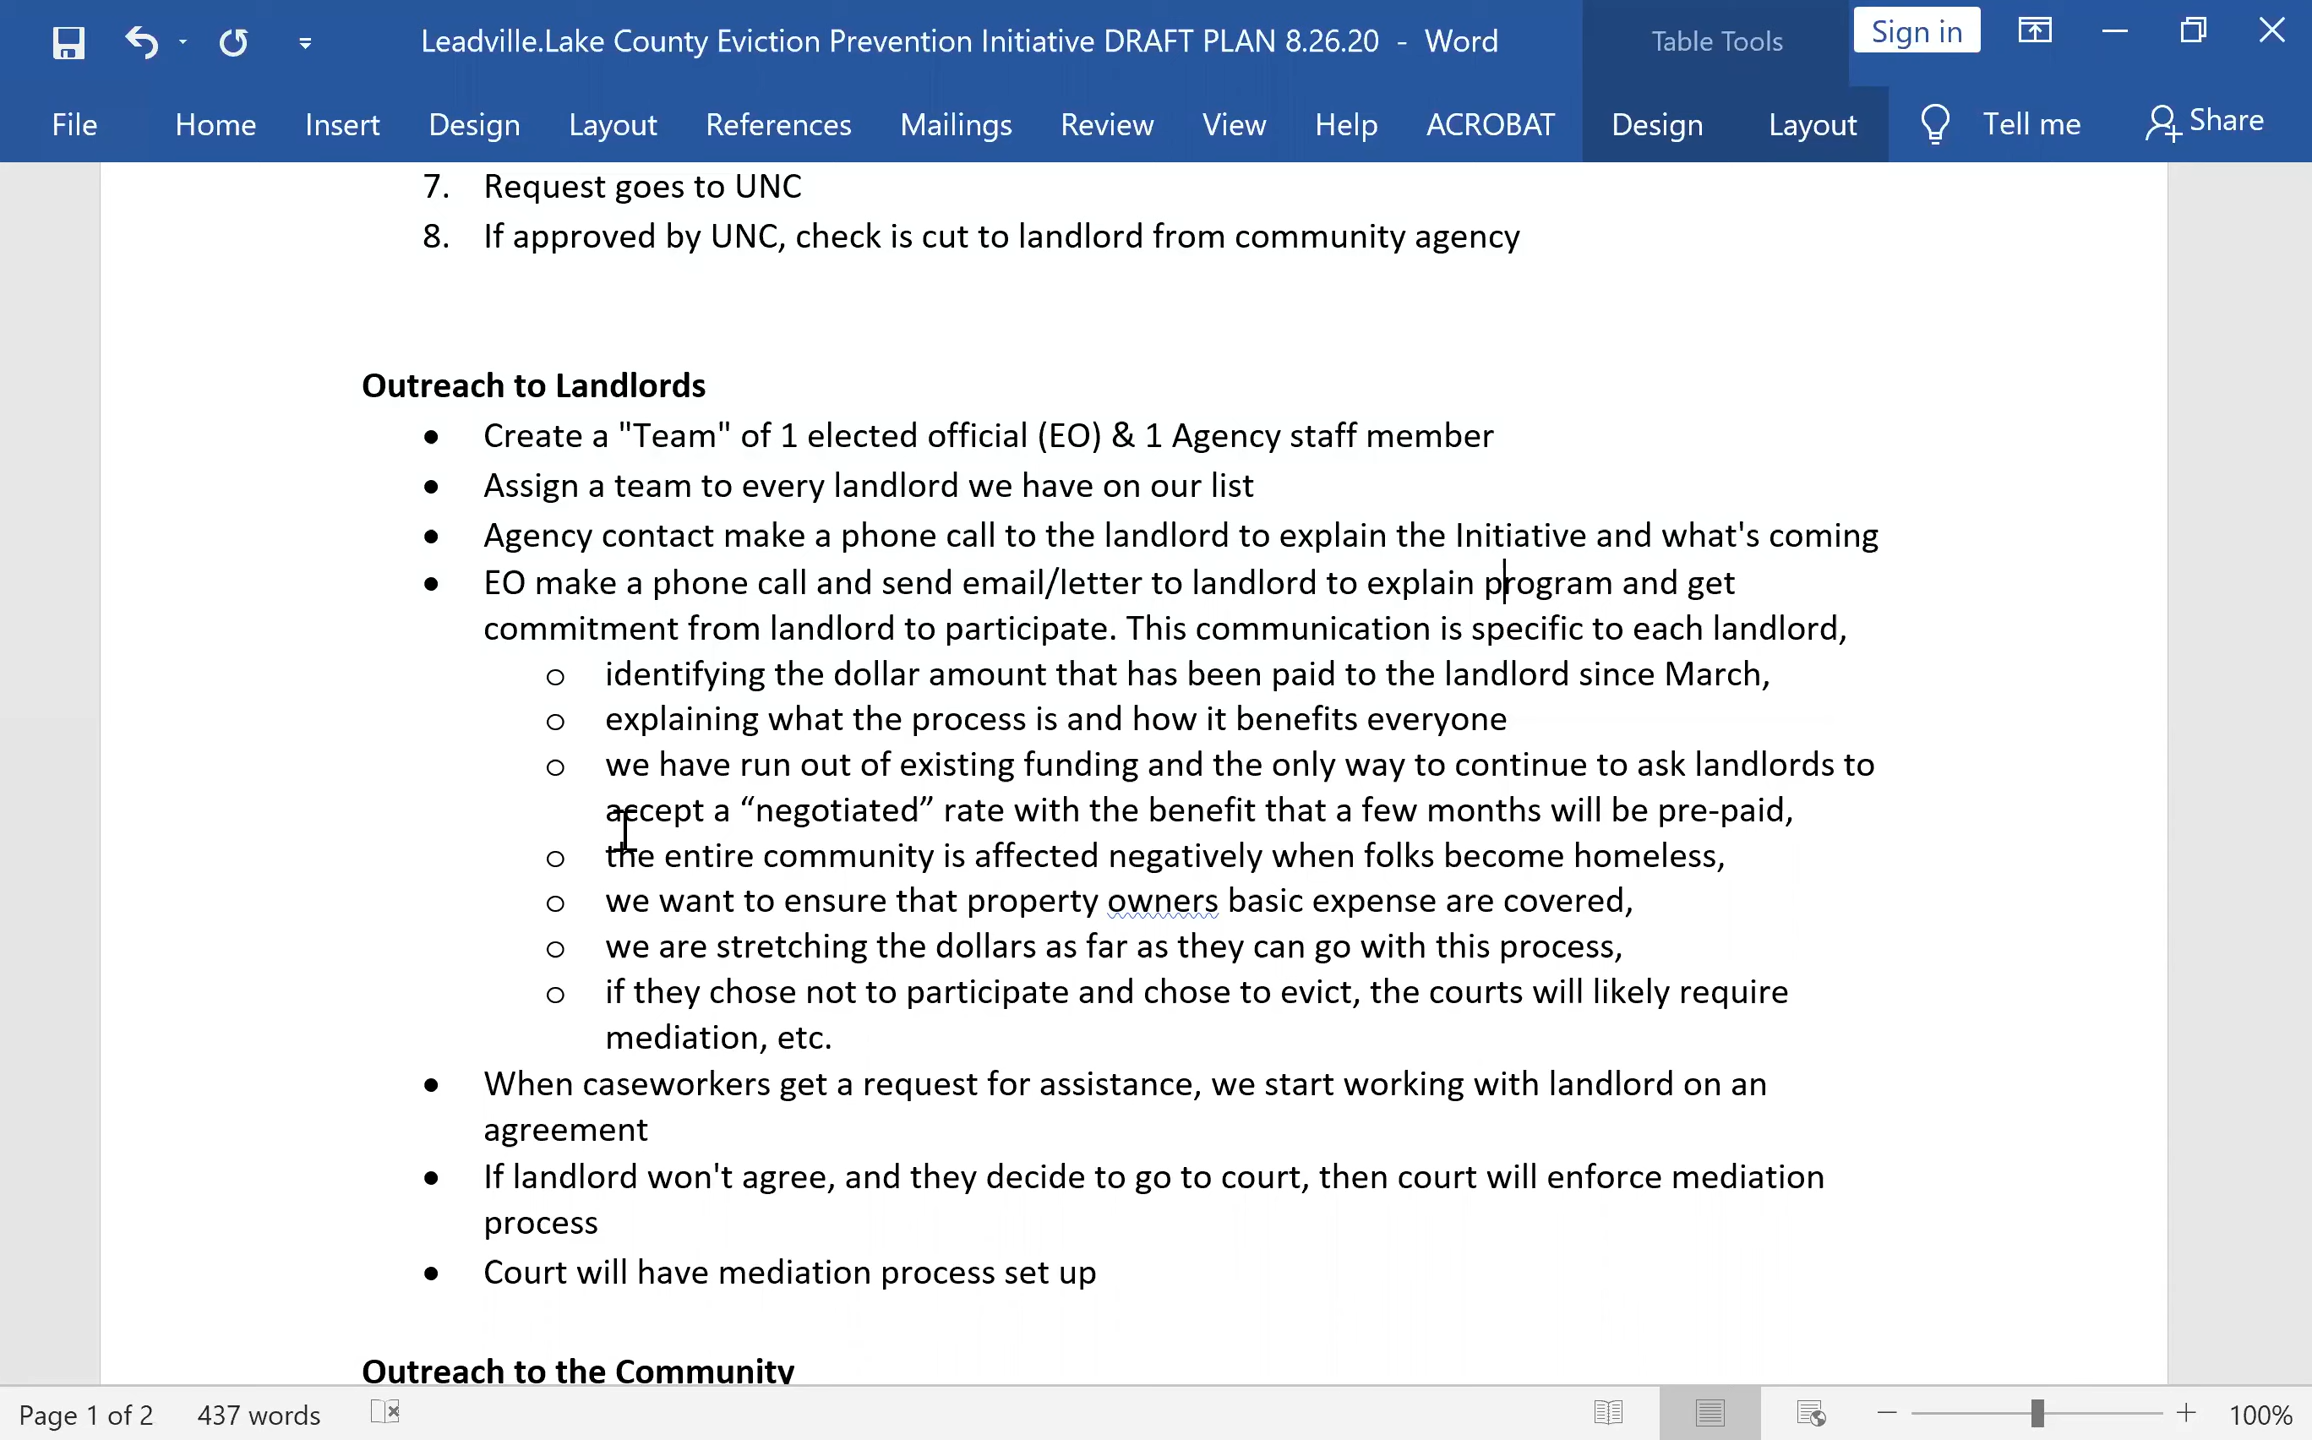 Leadville.Lake County Eviction Prevention Initiative DRAFT PLAN 8.26.20 - Word
Table Tools
Sign in
File Home Insert Design Layout References Mailings Review View Help ACROBAT Design Layout Tell me Share
7. Request goes to UNC
8. If approved by UNC, check is cut to landlord from community agency
Outreach to Landlords
• Create a "Team" of 1 elected official (EO) & 1 Agency staff member
• Assign a team to every landlord we have on our list
• Agency contact make a phone call to the landlord to explain the Initiative and what's coming
• EO make a phone call and send email/letter to landlord to explain program and get
commitment from landlord to participate. This communication is specific to each landlord,
o identifying the dollar amount that has been paid to the landlord since March,
o explaining what the process is and how it benefits everyone
o we have run out of existing funding and the only way to continue to ask landlords to
accept a “negotiated” rate with the benefit that a few months will be pre-paid,
o the entire community is affected negatively when folks become homeless,
o we want to ensure that property owners basic expense are covered,
o we are stretching the dollars as far as they can go with this process,
o if they chose not to participate and chose to evict, the courts will likely require
mediation, etc.
• When caseworkers get a request for assistance, we start working with landlord on an
agreement
• If landlord won't agree, and they decide to go to court, then court will enforce mediation
process
• Court will have mediation process set up
Outreach to the Community
Page 1 of 2 437 words 100%